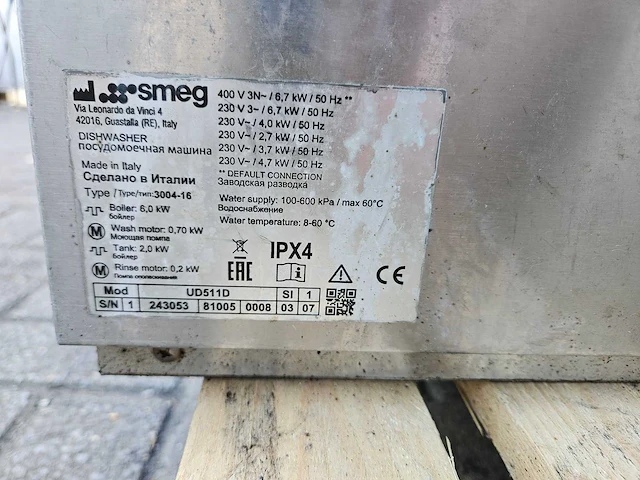 smeg
Via Leonardo da Vinci 4
42016, Guastalla (RE), Italy
DISHWASHER
посудомоечная машина
Made in Italy
Сделано в Италии
Type /Type/тип: 3004-16
Boiler: 6,0 kW
бойлер
M Wash motor: 0,70 kW
Моющая помпа
Tank: 2,0 kW
бойлер
M Rinse motor: 0,2 kW
Помпа ополаскивания
400 V 3N~ / 6,7 kW / 50 Hz **
230 V 3~ / 6,7 kW / 50 Hz
230 V~ / 4,0 kW / 50 Hz
230 V~ / 2,7 kW / 50 Hz
230 V~ / 3,7 kW / 50 Hz
230 V~ / 4,7 kW / 50 Hz
** DEFAULT CONNECTION
Заводская разводка
Water supply: 100-600 kPa / max 60°C
Водоснабжение
Water temperature: 8-60 °C
IPX4
EAC
i
CE
Mod UD511D SI 1
S/N 1 243053 81005 0008 03 07